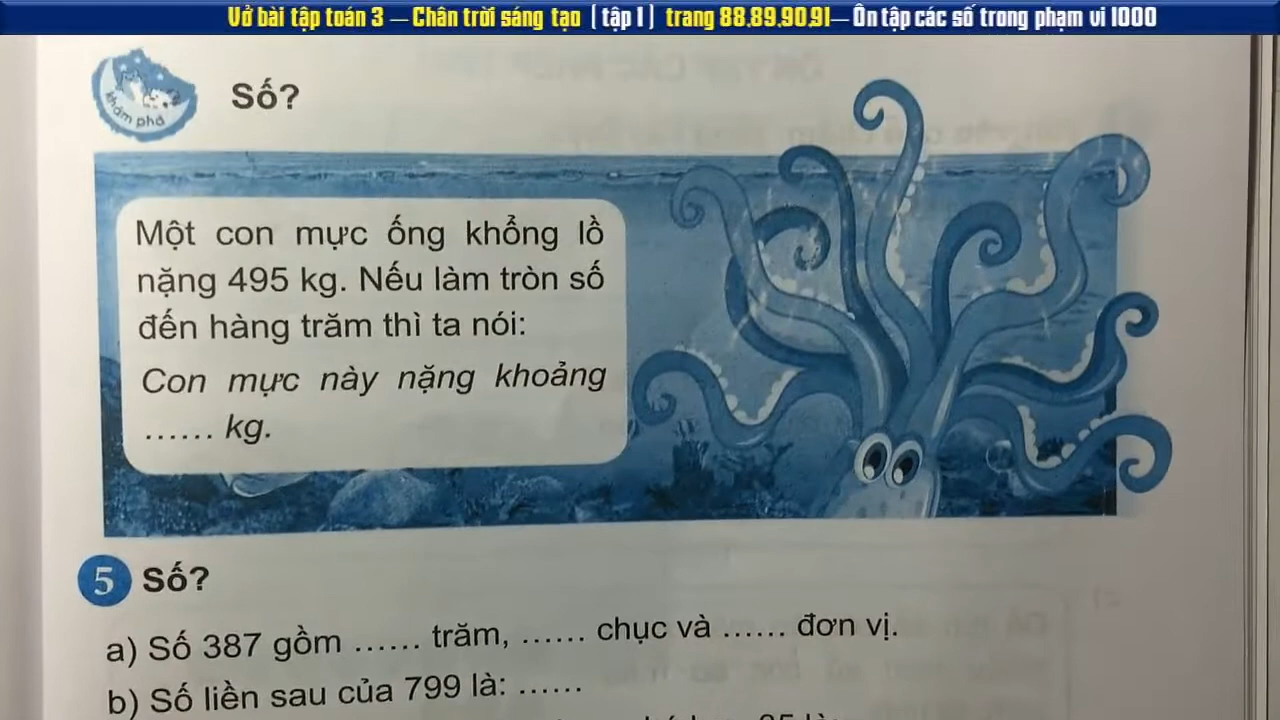 Vở bài tập toán 3 – Chân trời sáng tạo (tập 1) trang 88.89.90.91– Ôn tập các số trong phạm vi 1000
khám phá
Số?
Một con mực ống khổng lồ
nặng 495 kg. Nếu làm tròn số
đến hàng trăm thì ta nói:
Con mực này nặng khoảng
...... kg.
5 Số?
a) Số 387 gồm ...... trăm, ...... chục và ...... đơn vị.
b) Số liền sau của 799 là: ......